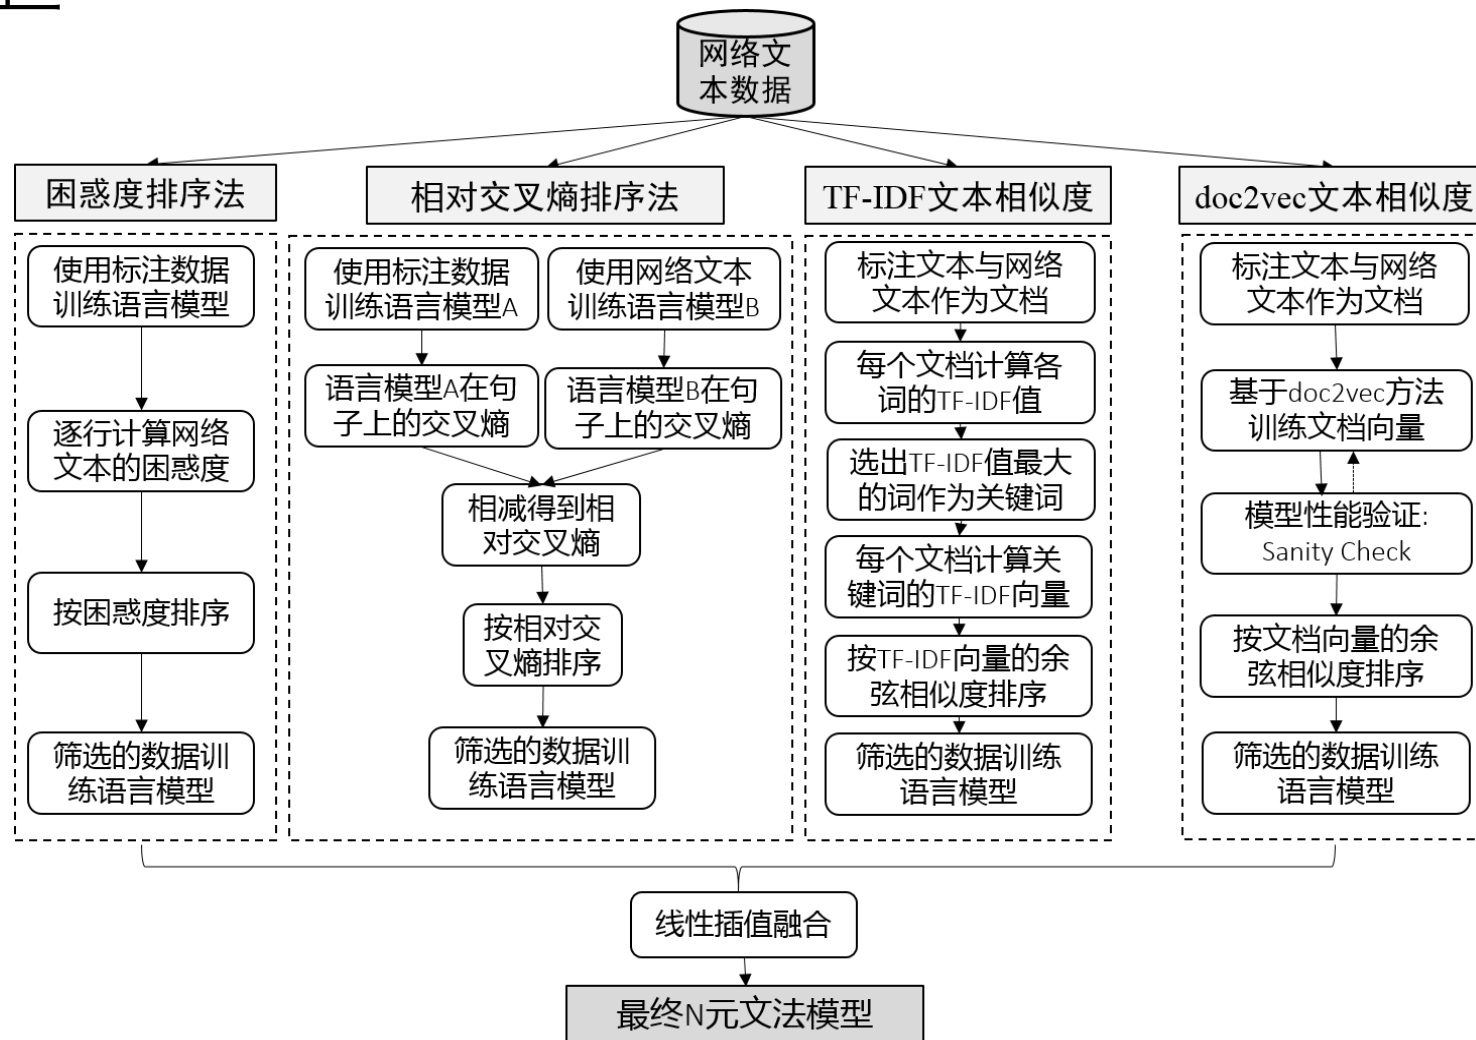 网络文
本数据
困惑度排序法
使用标注数据
训练语言模型
逐行计算网络
文本的困惑度
按困惑度排序
筛选的数据训
练语言模型
相对交叉熵排序法
使用标注数据
训练语言模型A
使用网络文本
训练语言模型B
语言模型A在句
子上的交叉熵
语言模型B在句
子上的交叉熵
相减得到相
对交叉熵
按相对交
叉熵排序
筛选的数据训
练语言模型
TF-IDF文本相似度
标注文本与网络
文本作为文档
每个文档计算各
词的TF-IDF值
选出TF-IDF值最大
的词作为关键词
每个文档计算关
键词的TF-IDF向量
按TF-IDF向量的余
弦相似度排序
筛选的数据训练
语言模型
doc2vec文本相似度
标注文本与网络
文本作为文档
基于doc2vec方法
训练文档向量
模型性能验证:
Sanity Check
按文档向量的余
弦相似度排序
筛选的数据训练
语言模型
线性插值融合
最终N元文法模型